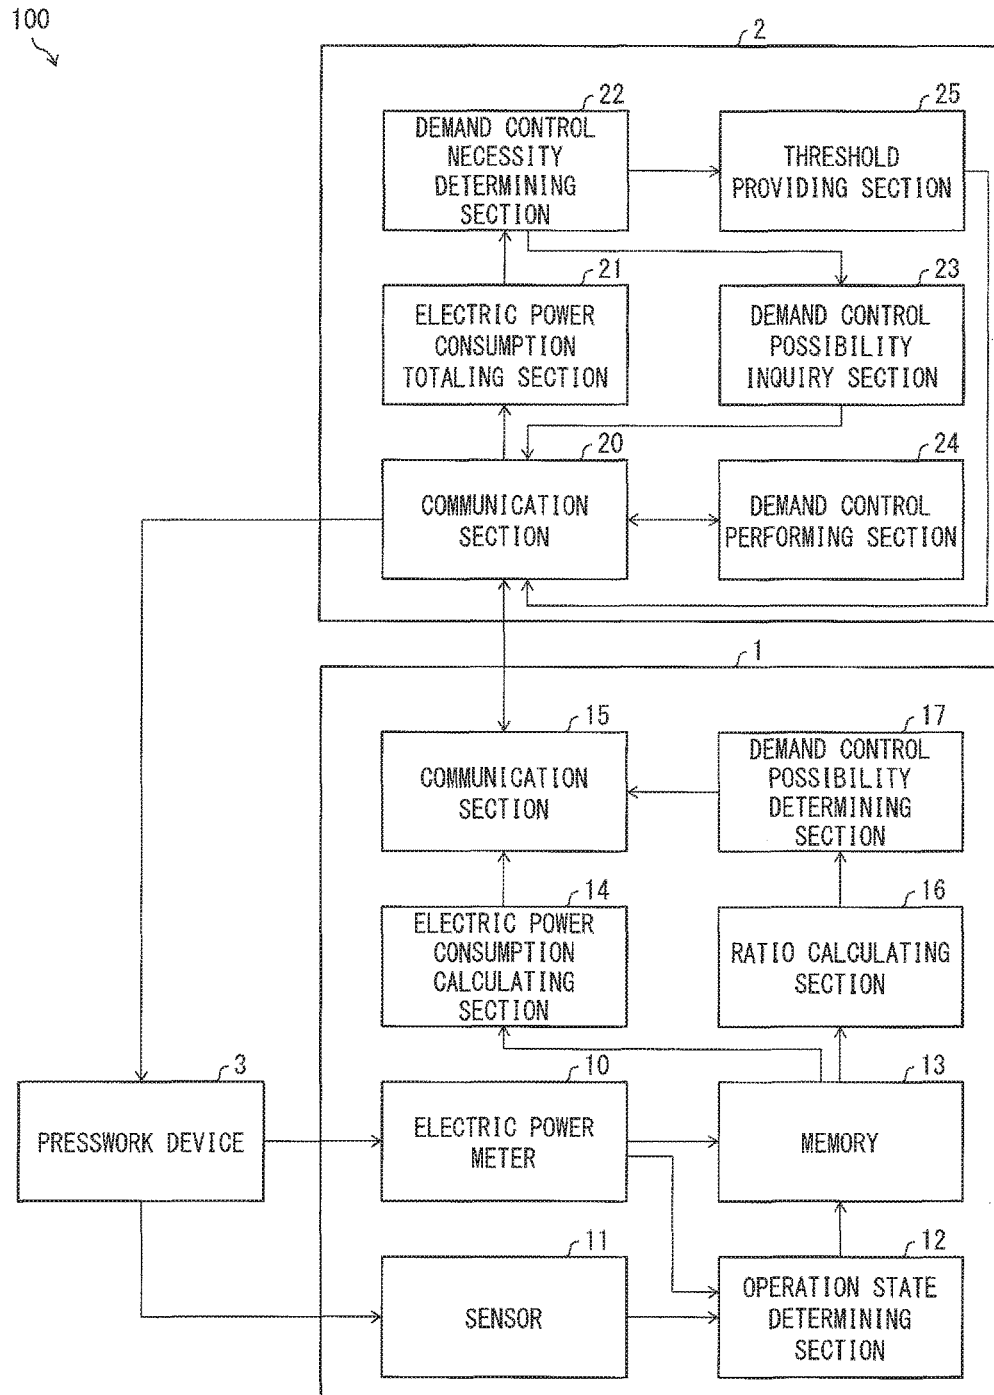 100
2
22
DEMAND CONTROL
NECESSITY
DETERMINING
SECTION
25
THRESHOLD
PROVIDING SECTION
21
ELECTRIC POWER
CONSUMPTION
TOTALING SECTION
23
DEMAND CONTROL
POSSIBILITY
INQUIRY SECTION
20
COMMUNICATION
SECTION
24
DEMAND CONTROL
PERFORMING SECTION
1
15
COMMUNICATION
SECTION
17
DEMAND CONTROL
POSSIBILITY
DETERMINING
SECTION
14
ELECTRIC POWER
CONSUMPTION
CALCULATING
SECTION
16
RATIO CALCULATING
SECTION
3
PRESSWORK DEVICE
10
ELECTRIC POWER
METER
13
MEMORY
11
SENSOR
12
OPERATION STATE
DETERMINING
SECTION